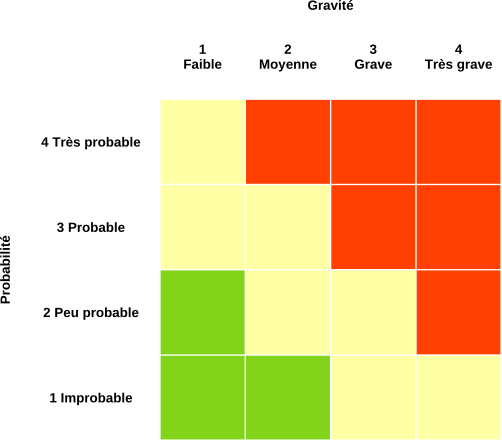 Gravité
1
Faible
2
Moyenne
3
Grave
4
Très grave
Probabilité
4 Très probable
3 Probable
2 Peu probable
1 Improbable